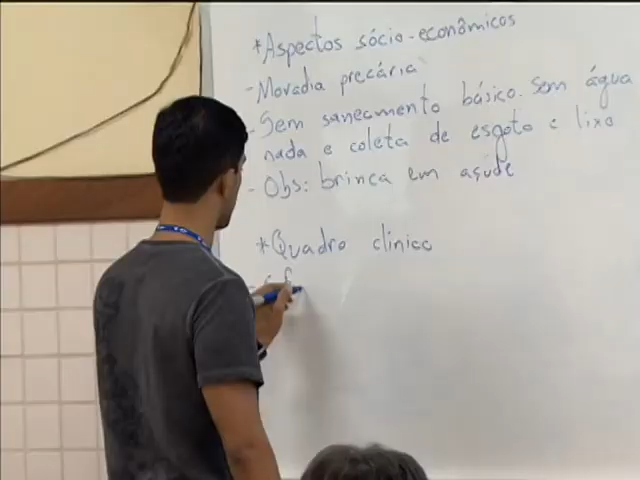 *Aspectos sócio-econômicos
- Moradia precária
- Sem saneamento básico. Sem água
nada e coleta de esgoto e lixo
- Obs: brinca em açude
*Quadro clínico
-